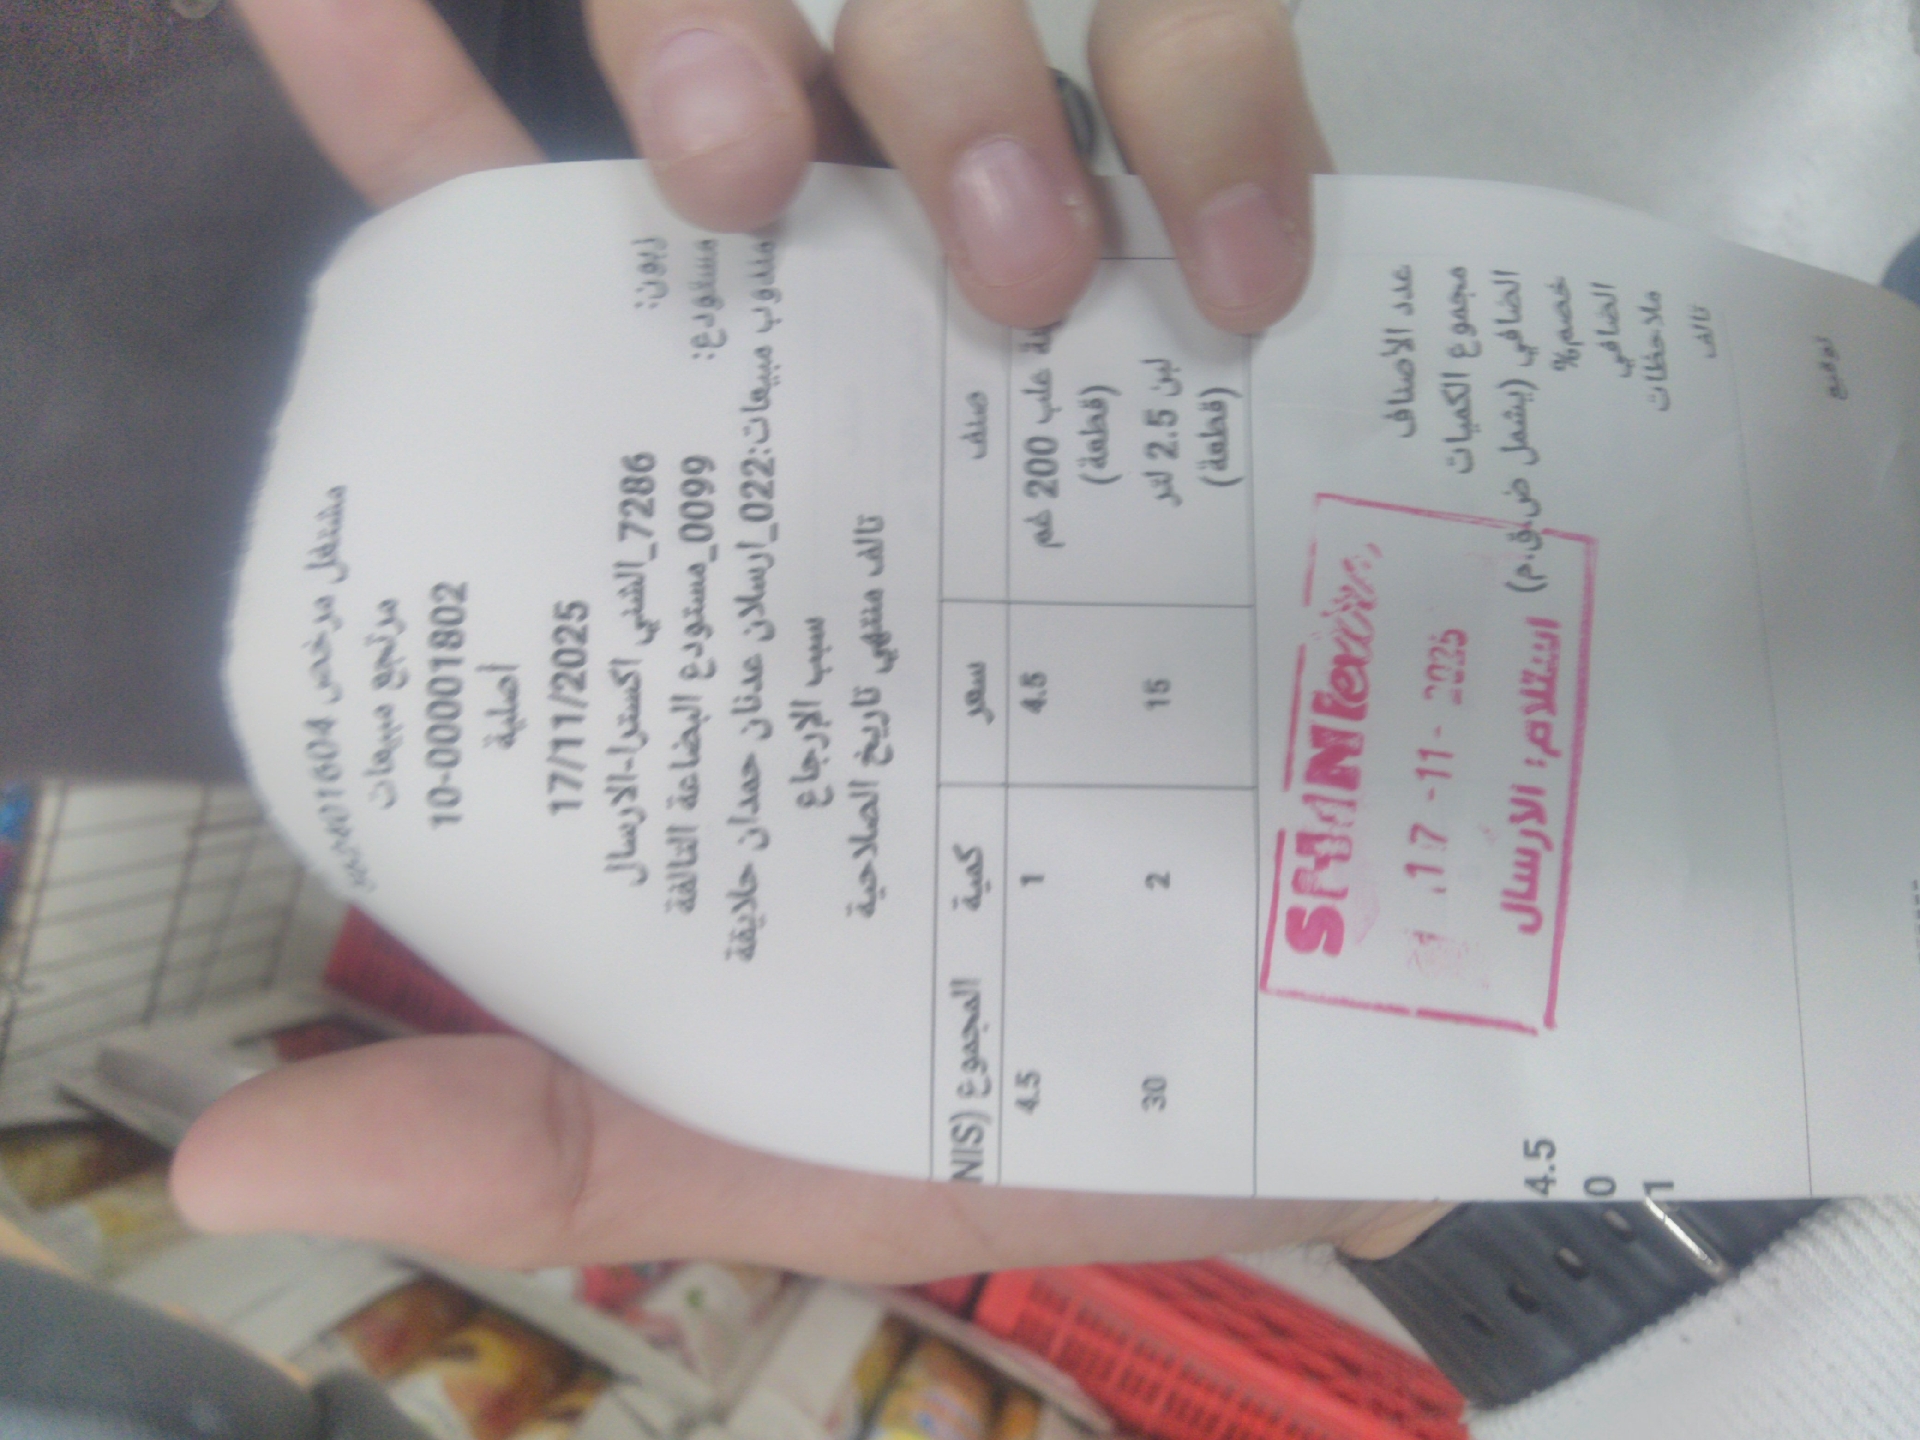 مشتغل مرخص
مرتجع مبيعات
10-00001802
أصلية
17/11/2025
زبون: 7286_الشني اكسترا-الارسال
مستودع: 0099_مستودع البضاعة التالفة
مندوب مبيعات:022_ارسلان عدنان حمدان حلايقة
سبب الإرجاع
تالف منتهي تاريخ الصلاحية
صنف سعر كمية المجموع (NIS
علب 200 غم (قطعة) 4.5 1 4.5
لبن 2.5 لتر (قطعة) 15 2 30
عدد الأصناف
مجموع الكميات
الصافي (يشمل ض.ق.م) 4.5
خصم% 0
الصافي 1
ملاحظات
تالف
توقيع
SHINI extra
17 -11- 2025
استلام: الارسال